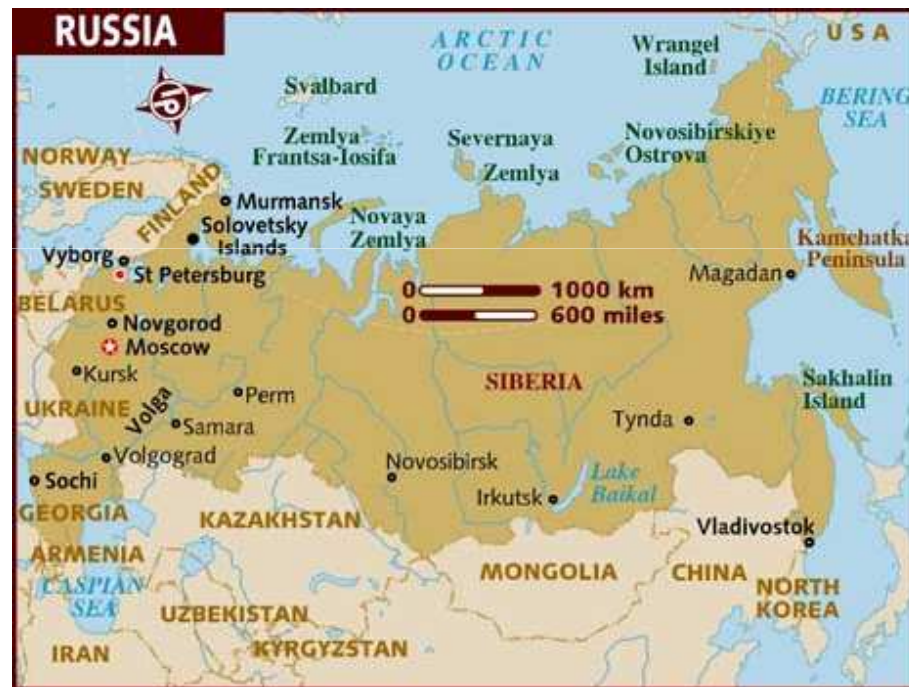 RUSSIA
ARCTIC
OCEAN
Wrangel
Island
USA
BERING
SEA
Svalbard
Zemlya
Frantsa-Iosifa
Severnaya
Zemlya
Novosibirskiye
Ostrova
NORWAY
SWEDEN
FINLAND
Murmansk
Solovetsky
Islands
Novaya
Zemlya
Kamchatka
Peninsula
Vyborg
St Petersburg
Magadan
BELARUS
0 1000 km
0 600 miles
Novgorod
Moscow
Kursk
SIBERIA
Sakhalin
Island
Perm
UKRAINE
Volga
Samara
Tynda
Volgograd
Novosibirsk
Lake
Baikal
Sochi
Irkutsk
GEORGIA
KAZAKHSTAN
Vladivostok
ARMENIA
MONGOLIA
CHINA
NORTH
KOREA
CASPIAN
SEA
UZBEKISTAN
KYRGYZSTAN
IRAN